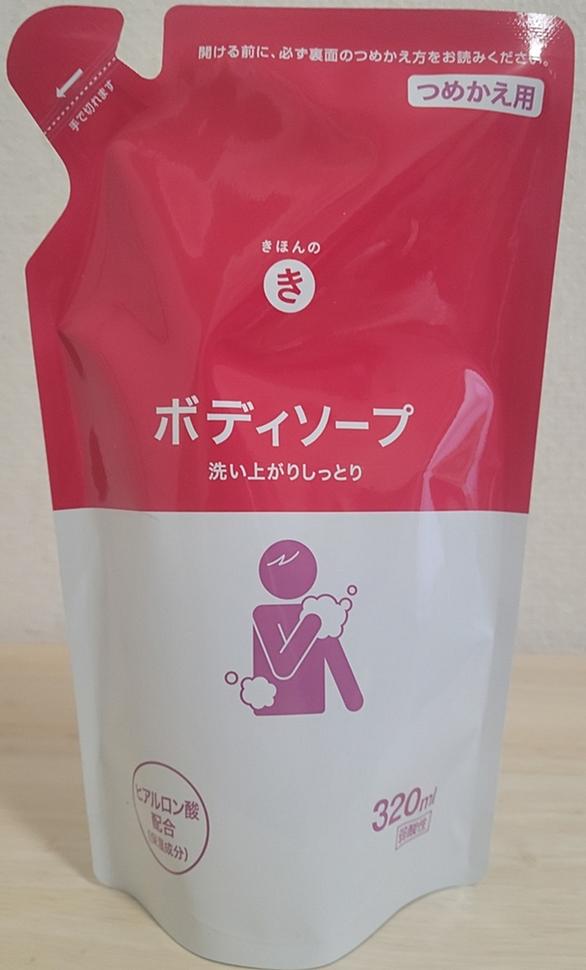 開ける前に、必ず裏面のつめかえ方をお読みください。
つめかえ用
手で切れます
きほんの
き
ボディソープ
洗い上がりしっとり
ヒアルロン酸
配合
(保湿成分)
320ml
弱酸性